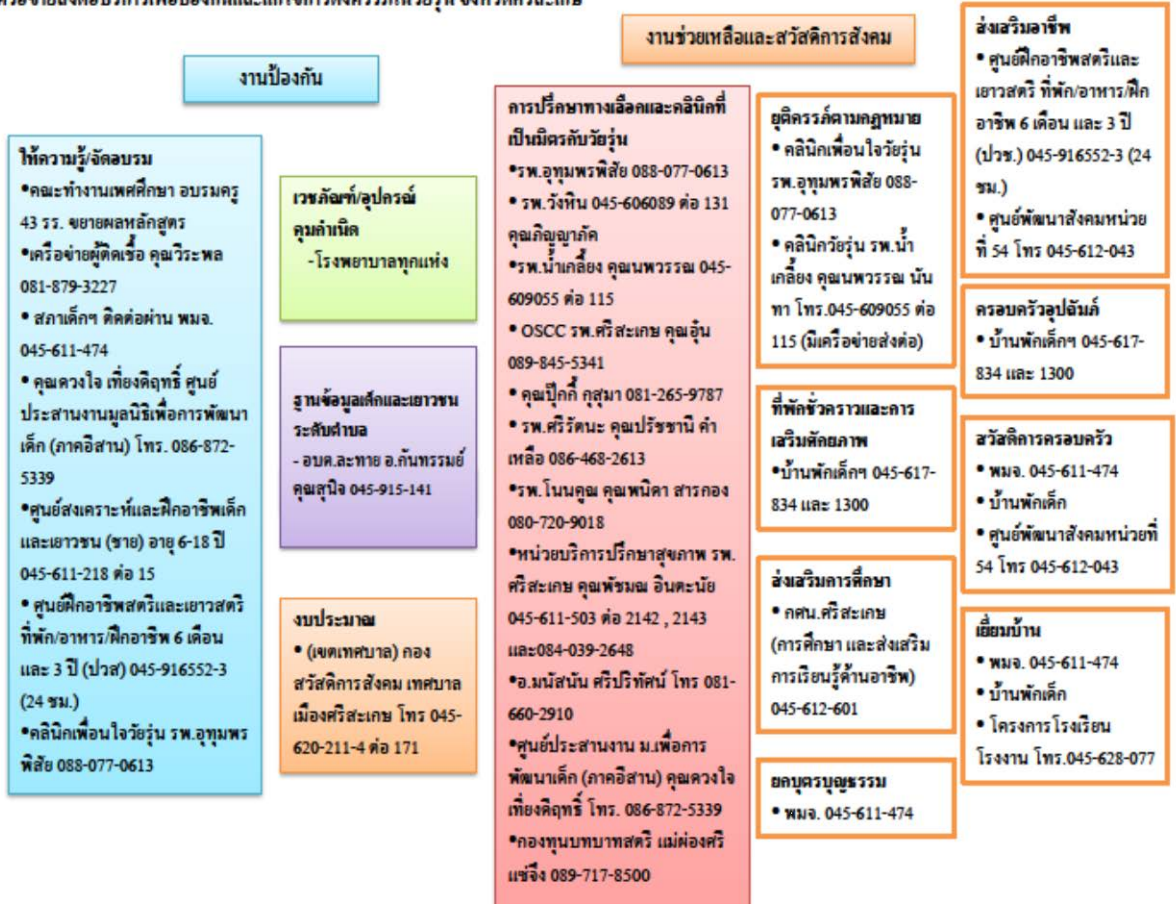 เครือข่ายส่งต่อบริการเพื่อป้องกันและแก้ไขการตั้งครรภ์ในวัยรุ่น จังหวัดศรีสะเกษ
งานป้องกัน
ให้ความรู้/จัดอบรม
•คณะทำงานเพศศึกษา อบรมครู
43 รร. ขยายผลหลักสูตร
•เครือข่ายผู้ติดเชื้อ คุณวิระพล
081-879-3227
• สภาเด็กฯ ติดต่อผ่าน พมจ.
045-611-474
• คุณดวงใจ เที่ยงดีฤทธิ์ ศูนย์
ประสานงานมูลนิธิเพื่อการพัฒนา
เด็ก (ภาคอีสาน) โทร. 086-872-
5339
•ศูนย์สงเคราะห์และฝึกอาชีพเด็ก
และเยาวชน (ชาย) อายุ 6-18 ปี
045-611-218 ต่อ 15
• ศูนย์ฝึกอาชีพสตรีและเยาวสตรี
ที่พัก/อาหาร/ฝึกอาชีพ 6 เดือน
และ 3 ปี (ปวส) 045-916552-3
(24 ชม.)
•คลินิกเพื่อนใจวัยรุ่น รพ.อุทุมพร
พิสัย 088-077-0613
เวชภัณฑ์/อุปกรณ์
คุมกำเนิด
-โรงพยาบาลทุกแห่ง
ฐานข้อมูลเด็กและเยาวชน
ระดับตำบล
- อบต.ละทาย อ.กันทรรมย์
คุณสุนิจ 045-915-141
งบประมาณ
• (เขตเทศบาล) กอง
สวัสดิการสังคม เทศบาล
เมืองศรีสะเกษ โทร 045-
620-211-4 ต่อ 171
งานช่วยเหลือและสวัสดิการสังคม
การปรึกษาทางเลือกและคลินิกที่
เป็นมิตรกับวัยรุ่น
•รพ.อุทุมพรพิสัย 088-077-0613
• รพ.วังหิน 045-606089 ต่อ 131
คุณภิญญาภัค
•รพ.น้ำเกลี้ยง คุณนพวรรณ 045-
609055 ต่อ 115
• OSCC รพ.ศรีสะเกษ คุณอุ๋น
089-845-5341
• คุณปุ๊กกี้ กุสุมา 081-265-9787
• รพ.ศรีรัตนะ คุณปรัชชานี คำ
เหลือ 086-468-2613
•รพ.โนนคูณ คุณพนิดา สารกอง
080-720-9018
•หน่วยบริการปรึกษาสุขภาพ รพ.
ศรีสะเกษ คุณพัชมณ อินตะนัย
045-611-503 ต่อ 2142 , 2143
และ084-039-2648
•อ.มนัสนัน ศรีปริทัศน์ โทร 081-
660-2910
•ศูนย์ประสานงาน ม.เพื่อการ
พัฒนาเด็ก (ภาคอีสาน) คุณดวงใจ
เที่ยงดีฤทธิ์ โทร. 086-872-5339
•กองทุนบทบาทสตรี แม่ผ่องศรี
แซ่จึง 089-717-8500
ยุติครรภ์ตามกฎหมาย
• คลินิกเพื่อนใจวัยรุ่น
รพ.อุทุมพรพิสัย 088-
077-0613
• คลินิกวัยรุ่น รพ.น้ำ
เกลี้ยง คุณนพวรรณ นัน
ทา โทร.045-609055 ต่อ
115 (มีเครือข่ายส่งต่อ)
ที่พักชั่วคราวและการ
เสริมศักยภาพ
•บ้านพักเด็กฯ 045-617-
834 และ 1300
ส่งเสริมการศึกษา
• กศน.ศรีสะเกษ
(การศึกษา และส่งเสริม
การเรียนรู้ด้านอาชีพ)
045-612-601
ยกบุตรบุญธรรม
• พมจ. 045-611-474
ส่งเสริมอาชีพ
• ศูนย์ฝึกอาชีพสตรีและ
เยาวสตรี ที่พัก/อาหาร/ฝึก
อาชีพ 6 เดือน และ 3 ปี
(ปวช.) 045-916552-3 (24
ชม.)
• ศูนย์พัฒนาสังคมหน่วย
ที่ 54 โทร 045-612-043
ครอบครัวอุปถัมภ์
• บ้านพักเด็กฯ 045-617-
834 และ 1300
สวัสดิการครอบครัว
• พมจ. 045-611-474
• บ้านพักเด็ก
• ศูนย์พัฒนาสังคมหน่วยที่
54 โทร 045-612-043
เยี่ยมบ้าน
• พมจ. 045-611-474
• บ้านพักเด็ก
• โครงการโรงเรียน
โรงงาน โทร.045-628-077